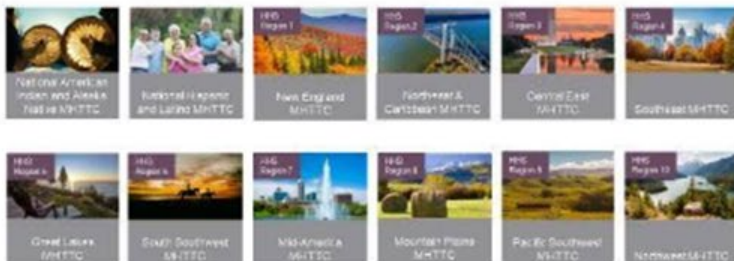 HHS
Region 1
HHS
Region 2
HHS
Region 3
HHS
Region 4
National American
Indian and Alaska
Native MHTTC
National Hispanic
and Latino MHTTC
New England
MHTTC
Northeast &
Caribbean MHTTC
Central East
MHTTC
Southeast MHTTC
HHS
Region 5
HHS
Region 6
HHS
Region 7
HHS
Region 8
HHS
Region 9
HHS
Region 10
Great Lakes
MHTTC
South Southwest
MHTTC
Mid-America
MHTTC
Mountain Plains
MHTTC
Pacific Southwest
MHTTC
Northwest MHTTC